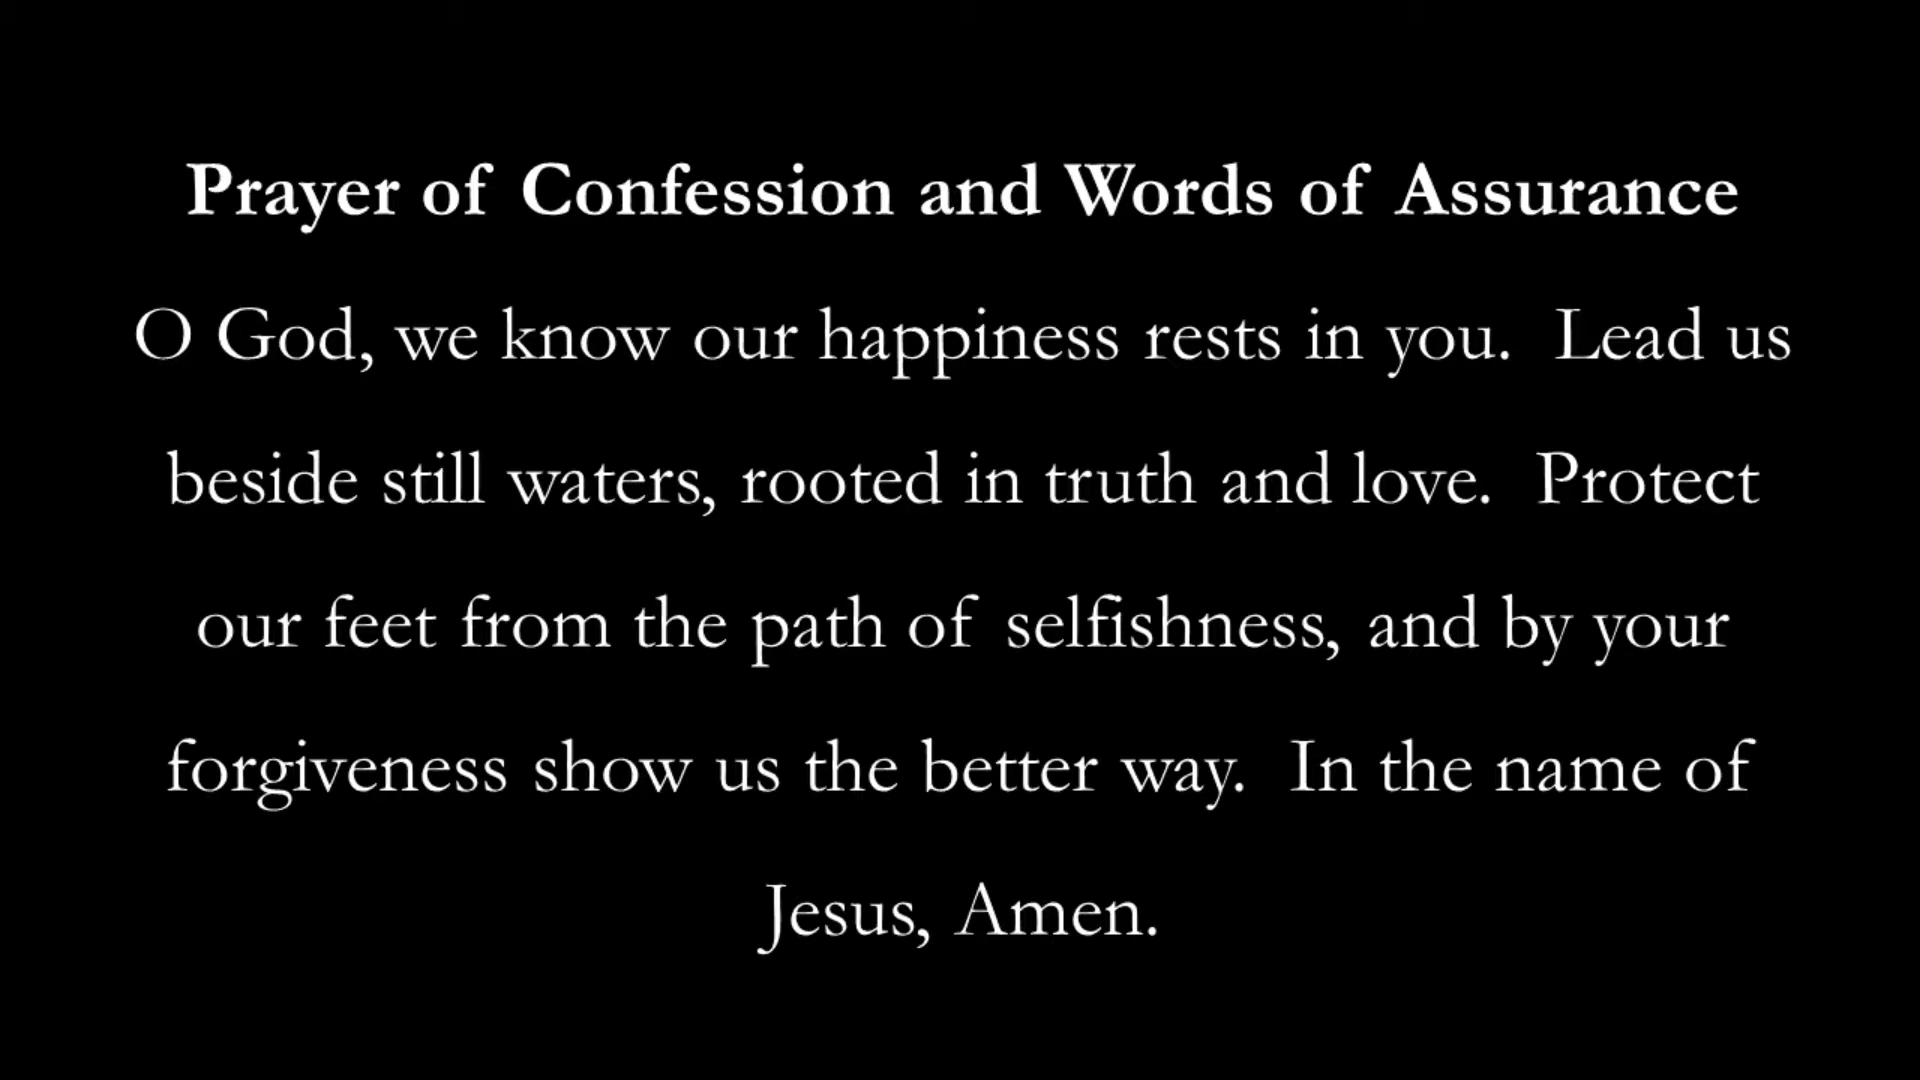 Prayer of Confession and Words of Assurance
O God, we know our happiness rests in you.  Lead us
beside still waters, rooted in truth and love.  Protect
our feet from the path of selfishness, and by your
forgiveness show us the better way.  In the name of
Jesus, Amen.